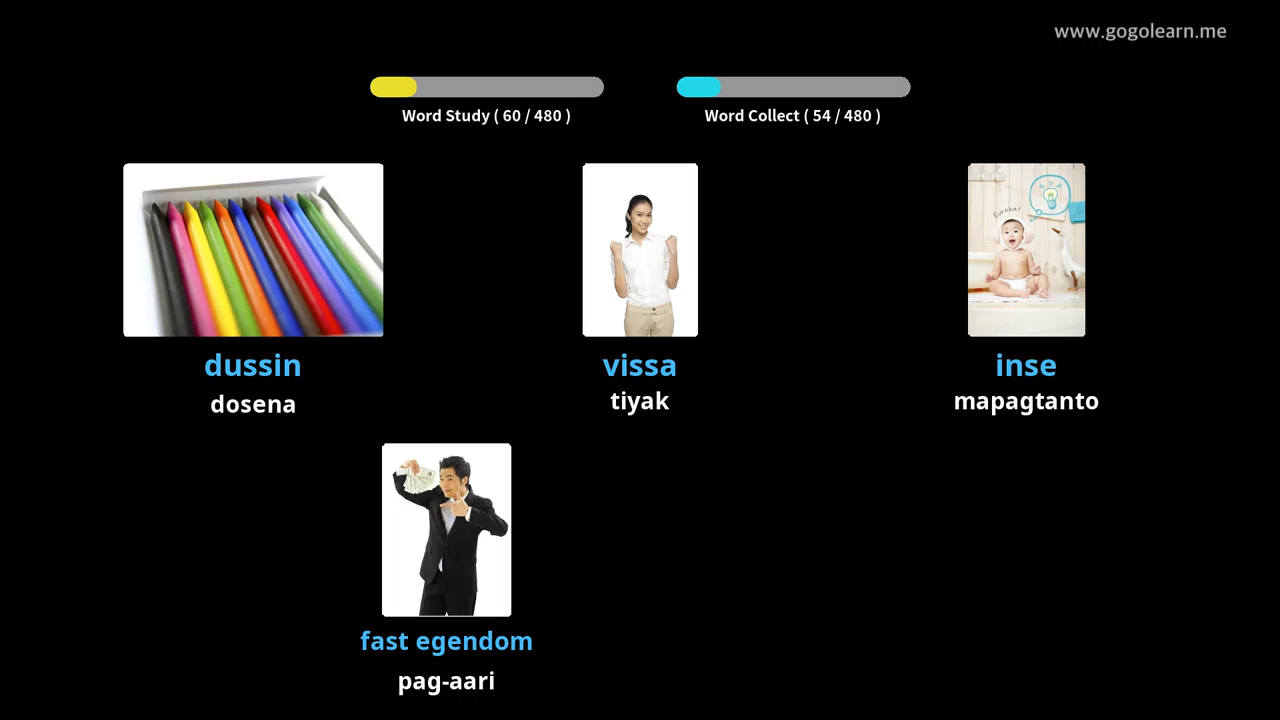 www.gogolearn.me
Word Study ( 60 / 480 )
Word Collect ( 54 / 480 )
Eureka!
dussin
vissa
inse
dosena
tiyak
mapagtanto
fast egendom
pag-aari